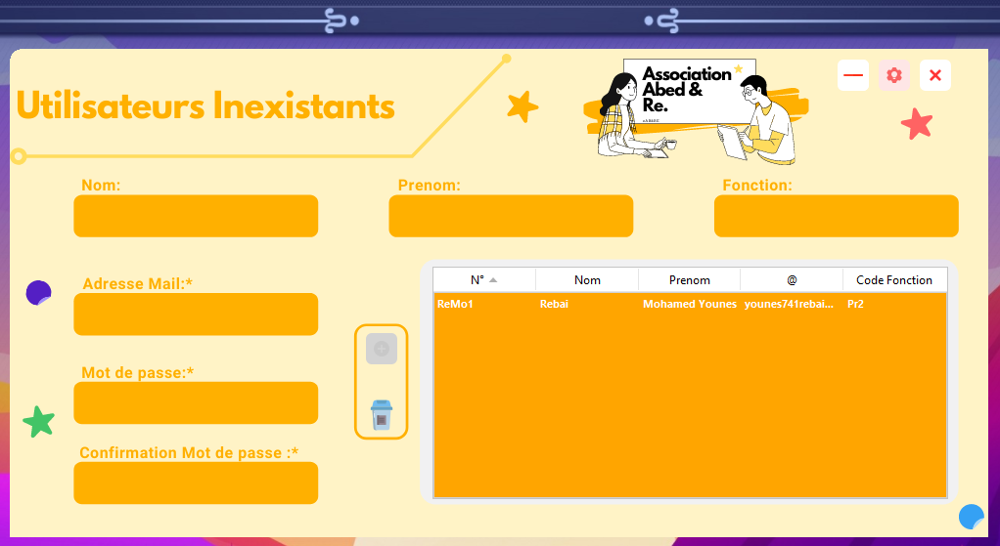 Association
Abed &
Re.
Utilisateurs Inexistants
Nom:
Prenom:
Fonction:
Adresse Mail:*
Mot de passe:*
Confirmation Mot de passe :*
N° Nom Prenom @ Code Fonction
ReMo1 Rebai Mohamed Younes younes741rebai... Pr2